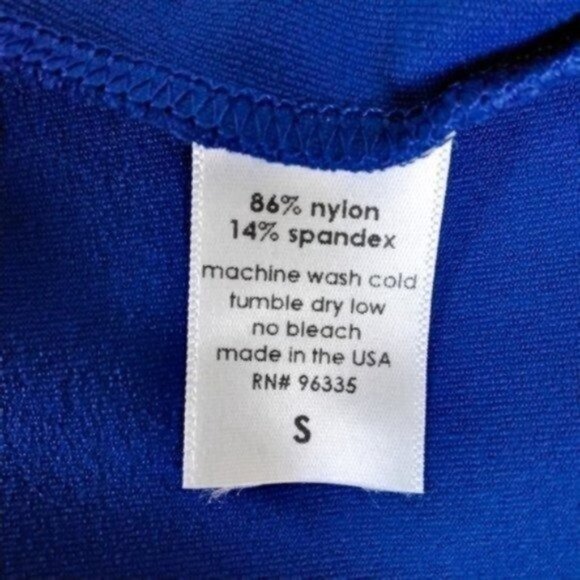 86% nylon
14% spandex
machine wash cold
tumble dry low
no bleach
made in the USA
RN# 96335
S